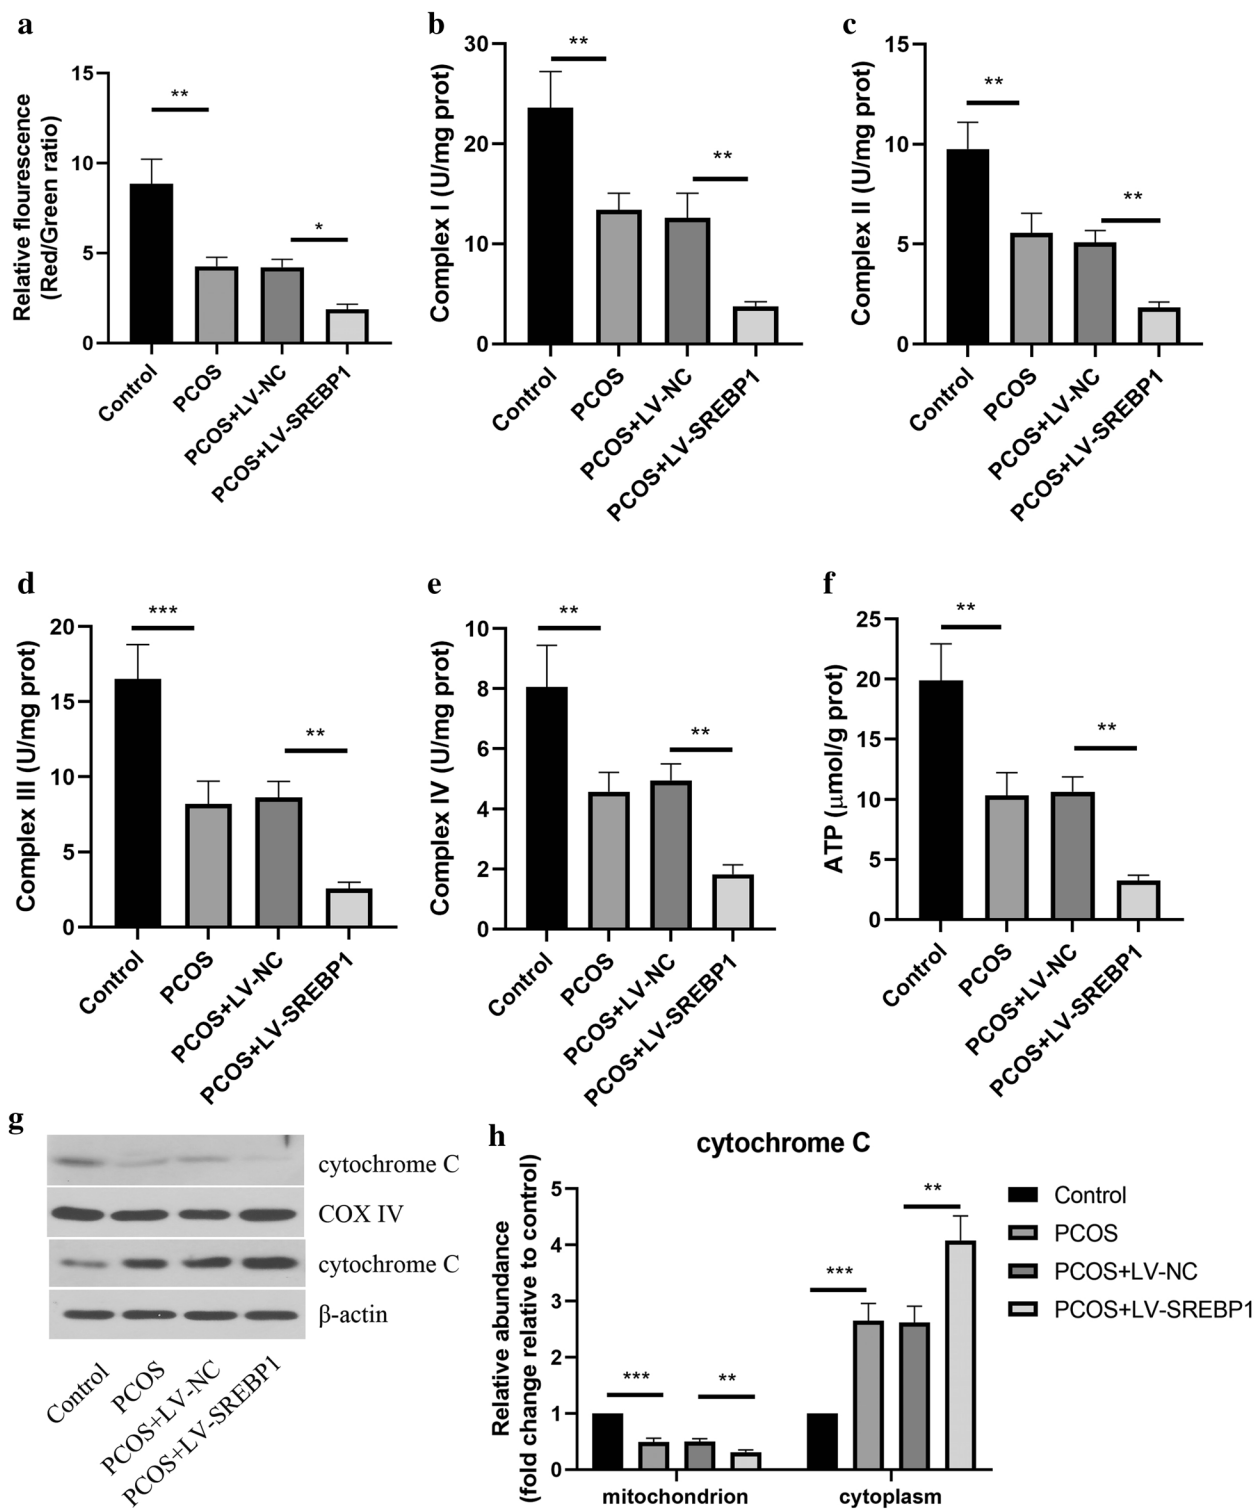 a
Relative flourescence
(Red/Green ratio)
15
10
5
0
**
*
Control
PCOS
PCOS+LV-NC
PCOS+LV-SREBP1
b
Complex I (U/mg prot)
30
20
10
0
**
**
Control
PCOS
PCOS+LV-NC
PCOS+LV-SREBP1
c
Complex II (U/mg prot)
15
10
5
0
**
**
Control
PCOS
PCOS+LV-NC
PCOS+LV-SREBP1
d
Complex III (U/mg prot)
20
15
10
5
0
***
**
Control
PCOS
PCOS+LV-NC
PCOS+LV-SREBP1
e
Complex IV (U/mg prot)
10
8
6
4
2
0
**
**
Control
PCOS
PCOS+LV-NC
PCOS+LV-SREBP1
f
ATP (μmol/g prot)
25
20
15
10
5
0
**
**
Control
PCOS
PCOS+LV-NC
PCOS+LV-SREBP1
g
cytochrome C
COX IV
cytochrome C
β-actin
Control
PCOS
PCOS+LV-NC
PCOS+LV-SREBP1
h
cytochrome C
Relative abundance
(fold change relative to control)
5
4
3
2
1
0
***
**
***
**
mitochondrion
cytoplasm
Control
PCOS
PCOS+LV-NC
PCOS+LV-SREBP1